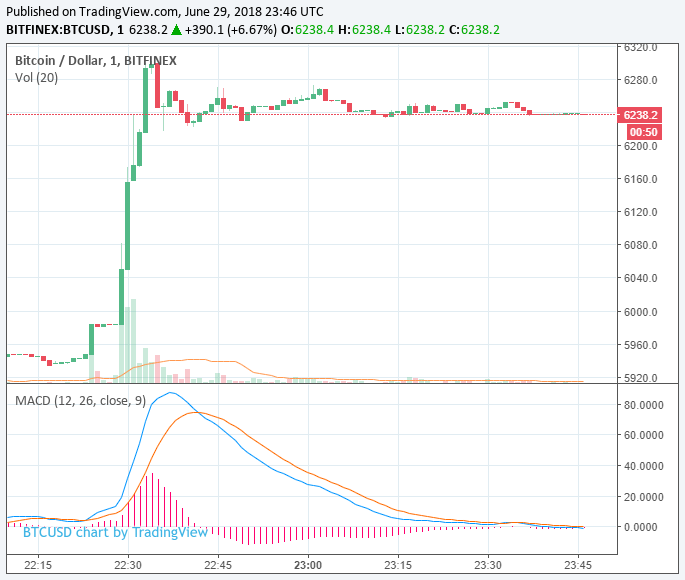 Published on TradingView.com, June 29, 2018 23:46 UTC
BITFINEX:BTCUSD, 1 6238.2 ▲ +390.1 (+6.67%) O:6238.4 H:6238.4 L:6238.2 C:6238.2
Bitcoin / Dollar, 1, BITFINEX
Vol (20)
6320.0
6280.0
6238.2
00:50
6200.0
6160.0
6120.0
6080.0
6040.0
6000.0
5960.0
5920.0
MACD (12, 26, close, 9)
80.0000
60.0000
40.0000
20.0000
0.0000
BTCUSD chart by TradingView
22:15 22:30 22:45 23:00 23:15 23:30 23:45